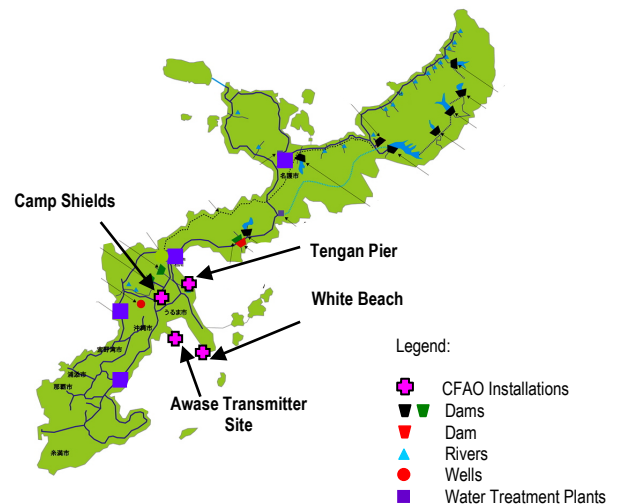 名護市
Camp Shields
Tengan Pier
White Beach
うるま市
沖縄市
宜野湾市
浦添市
那覇市
糸満市
Awase Transmitter
Site
Legend:
CFAO Installations
Dams
Dam
Rivers
Wells
Water Treatment Plants